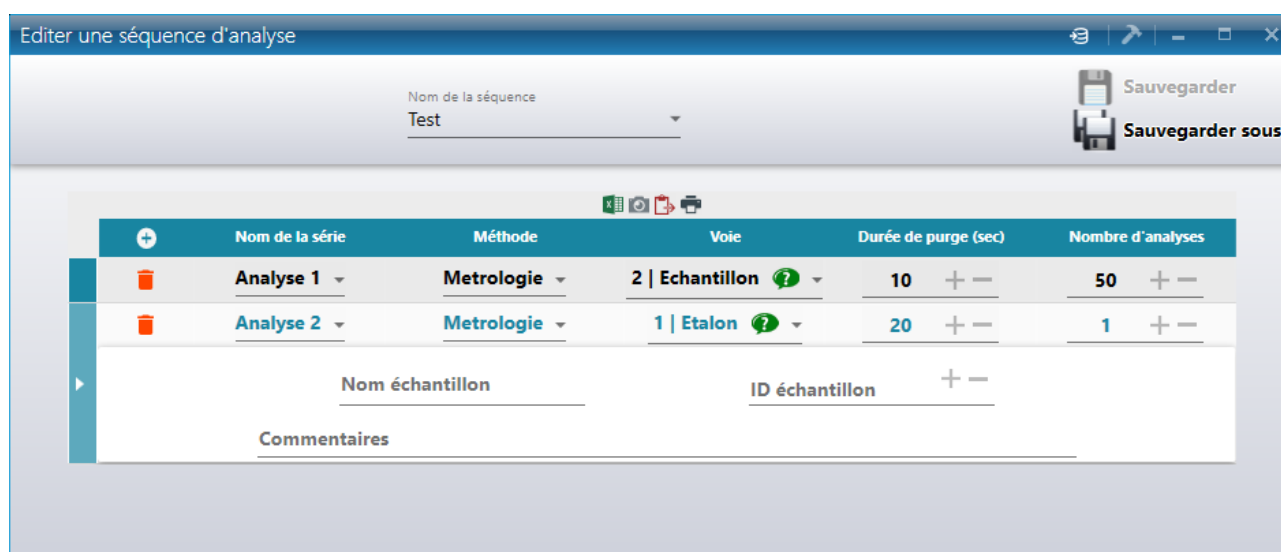 Editer une séquence d'analyse
Nom de la séquence
Test
Sauvegarder
Sauvegarder sous
Nom de la série Méthode Voie Durée de purge (sec) Nombre d'analyses
Analyse 1 Metrologie 2 | Echantillon ? 10 + − 50 + −
Analyse 2 Metrologie 1 | Etalon ? 20 + − 1 + −
Nom échantillon ID échantillon + −
Commentaires